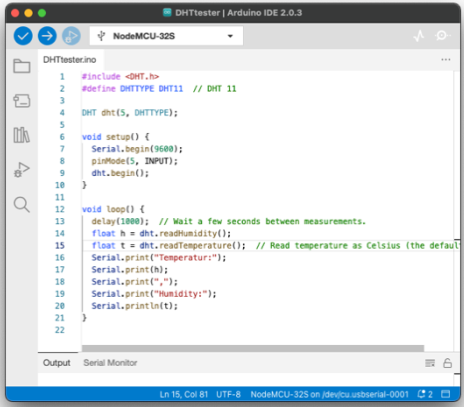 DHTtester | Arduino IDE 2.0.3
NodeMCU-32S
DHTtester.ino
1 #include <DHT.h>
2 #define DHTTYPE DHT11 // DHT 11
3
4 DHT dht(5, DHTTYPE);
5
6 void setup() {
7 Serial.begin(9600);
8 pinMode(5, INPUT);
9 dht.begin();
10 }
11
12 void loop() {
13 delay(1000); // Wait a few seconds between measurements.
14 float h = dht.readHumidity();
15 float t = dht.readTemperature(); // Read temperature as Celsius (the defaul
16 Serial.print("Temperatur:");
17 Serial.print(h);
18 Serial.print(",");
19 Serial.print("Humidity:");
20 Serial.println(t);
21 }
22
Output Serial Monitor
Ln 15, Col 81 UTF-8 NodeMCU-32S on /dev/cu.usbserial-0001 2